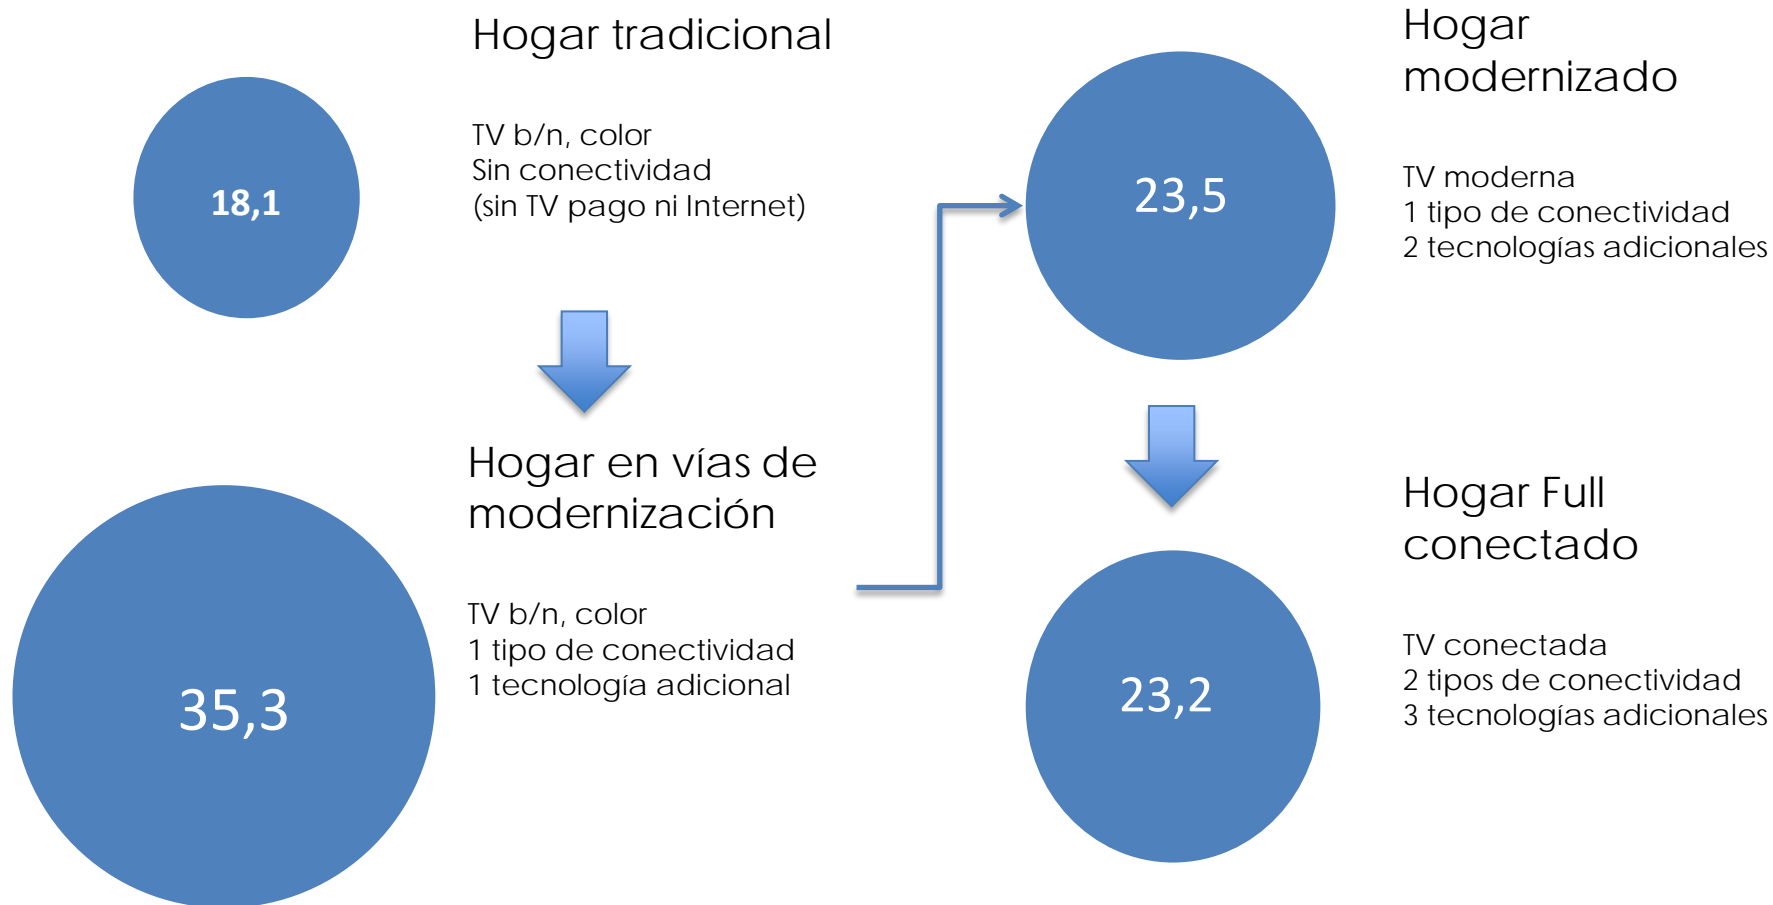 Hogar tradicional
18,1
TV b/n, color
Sin conectividad
(sin TV pago ni Internet)
Hogar en vías de
modernización
35,3
TV b/n, color
1 tipo de conectividad
1 tecnología adicional
Hogar
modernizado
23,5
TV moderna
1 tipo de conectividad
2 tecnologías adicionales
Hogar Full
conectado
23,2
TV conectada
2 tipos de conectividad
3 tecnologías adicionales